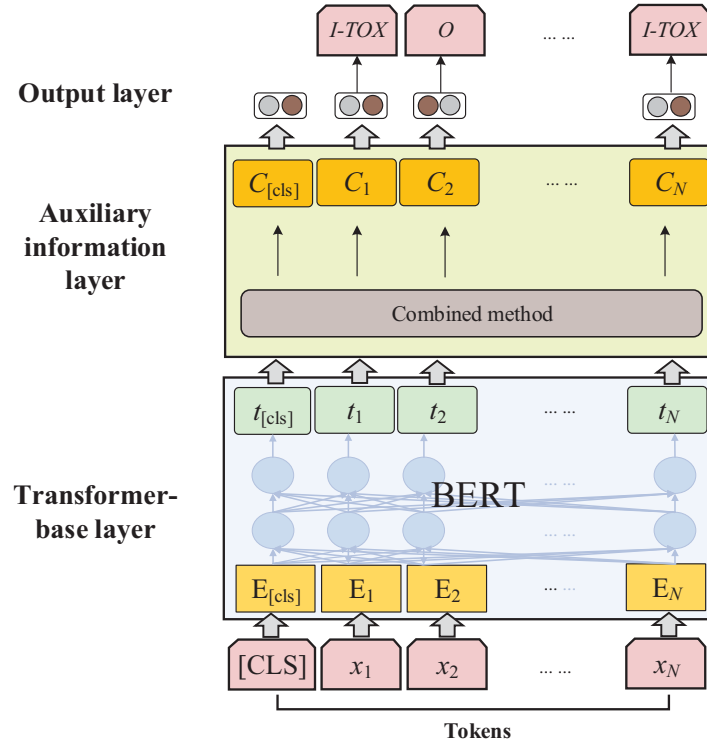 I-TOX O … … I-TOX
Output layer
C[cls] C1 C2 … … CN
Auxiliary
information
layer
Combined method
t[cls] t1 t2 … … tN
… …
Transformer-
base layer
BERT
… …
E[cls] E1 E2 … … EN
[CLS] x1 x2 … … xN
Tokens